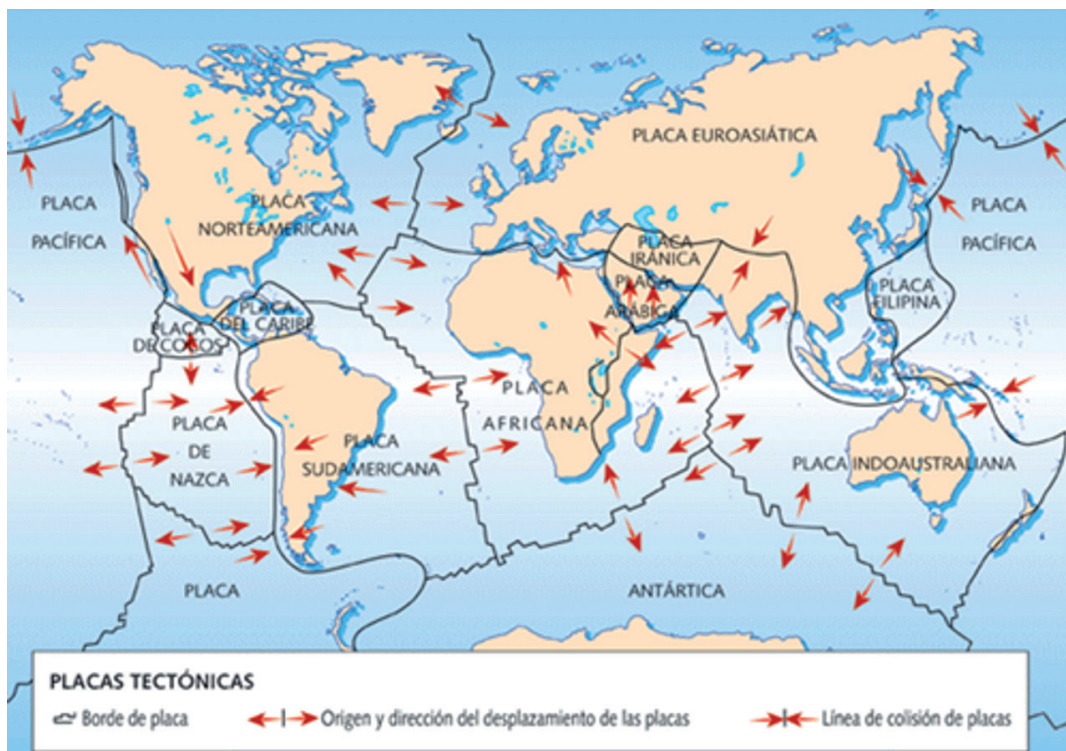 PLACA EUROASIÁTICA
PLACA
NORTEAMERICANA
PLACA
PACÍFICA
PLACA
PACÍFICA
PLACA
IRÁNICA
PLACA
ARÁBIGA
PLACA
FILIPINA
PLACA
DEL CARIBE
PLACA
DE COCOS
PLACA
AFRICANA
PLACA
DE
NAZCA
PLACA
SUDAMERICANA
PLACA INDOAUSTRALIANA
PLACA
ANTÁRTICA
PLACAS TECTÓNICAS
Borde de placa
Origen y dirección del desplazamiento de las placas
Línea de colisión de placas